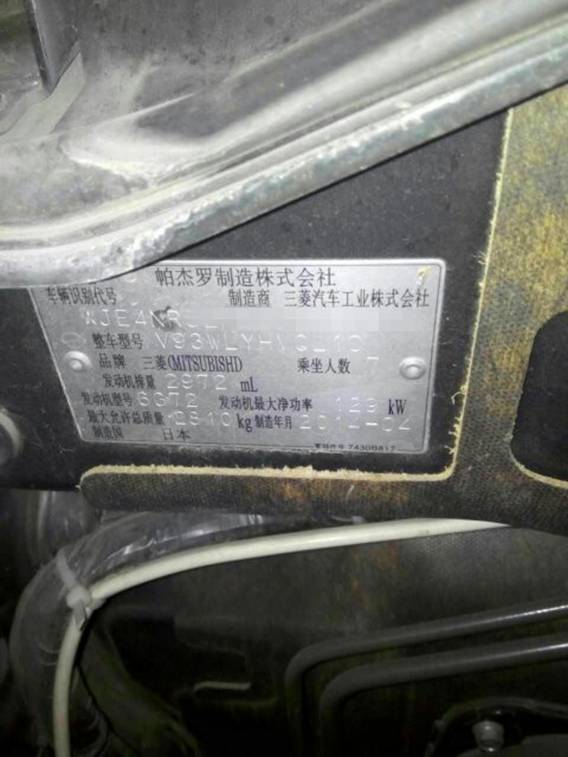 帕杰罗制造株式会社
车辆识别代号 制造商 三菱汽车工业株式会社
整车型号
品牌 三菱(MITSUBISHI) 乘坐人数 7
发动机排量 2972 mL
发动机型号 6G72 发动机最大净功率 129 kW
最大允许总质量 2810 kg 制造年月 2012-04
制造国 日本